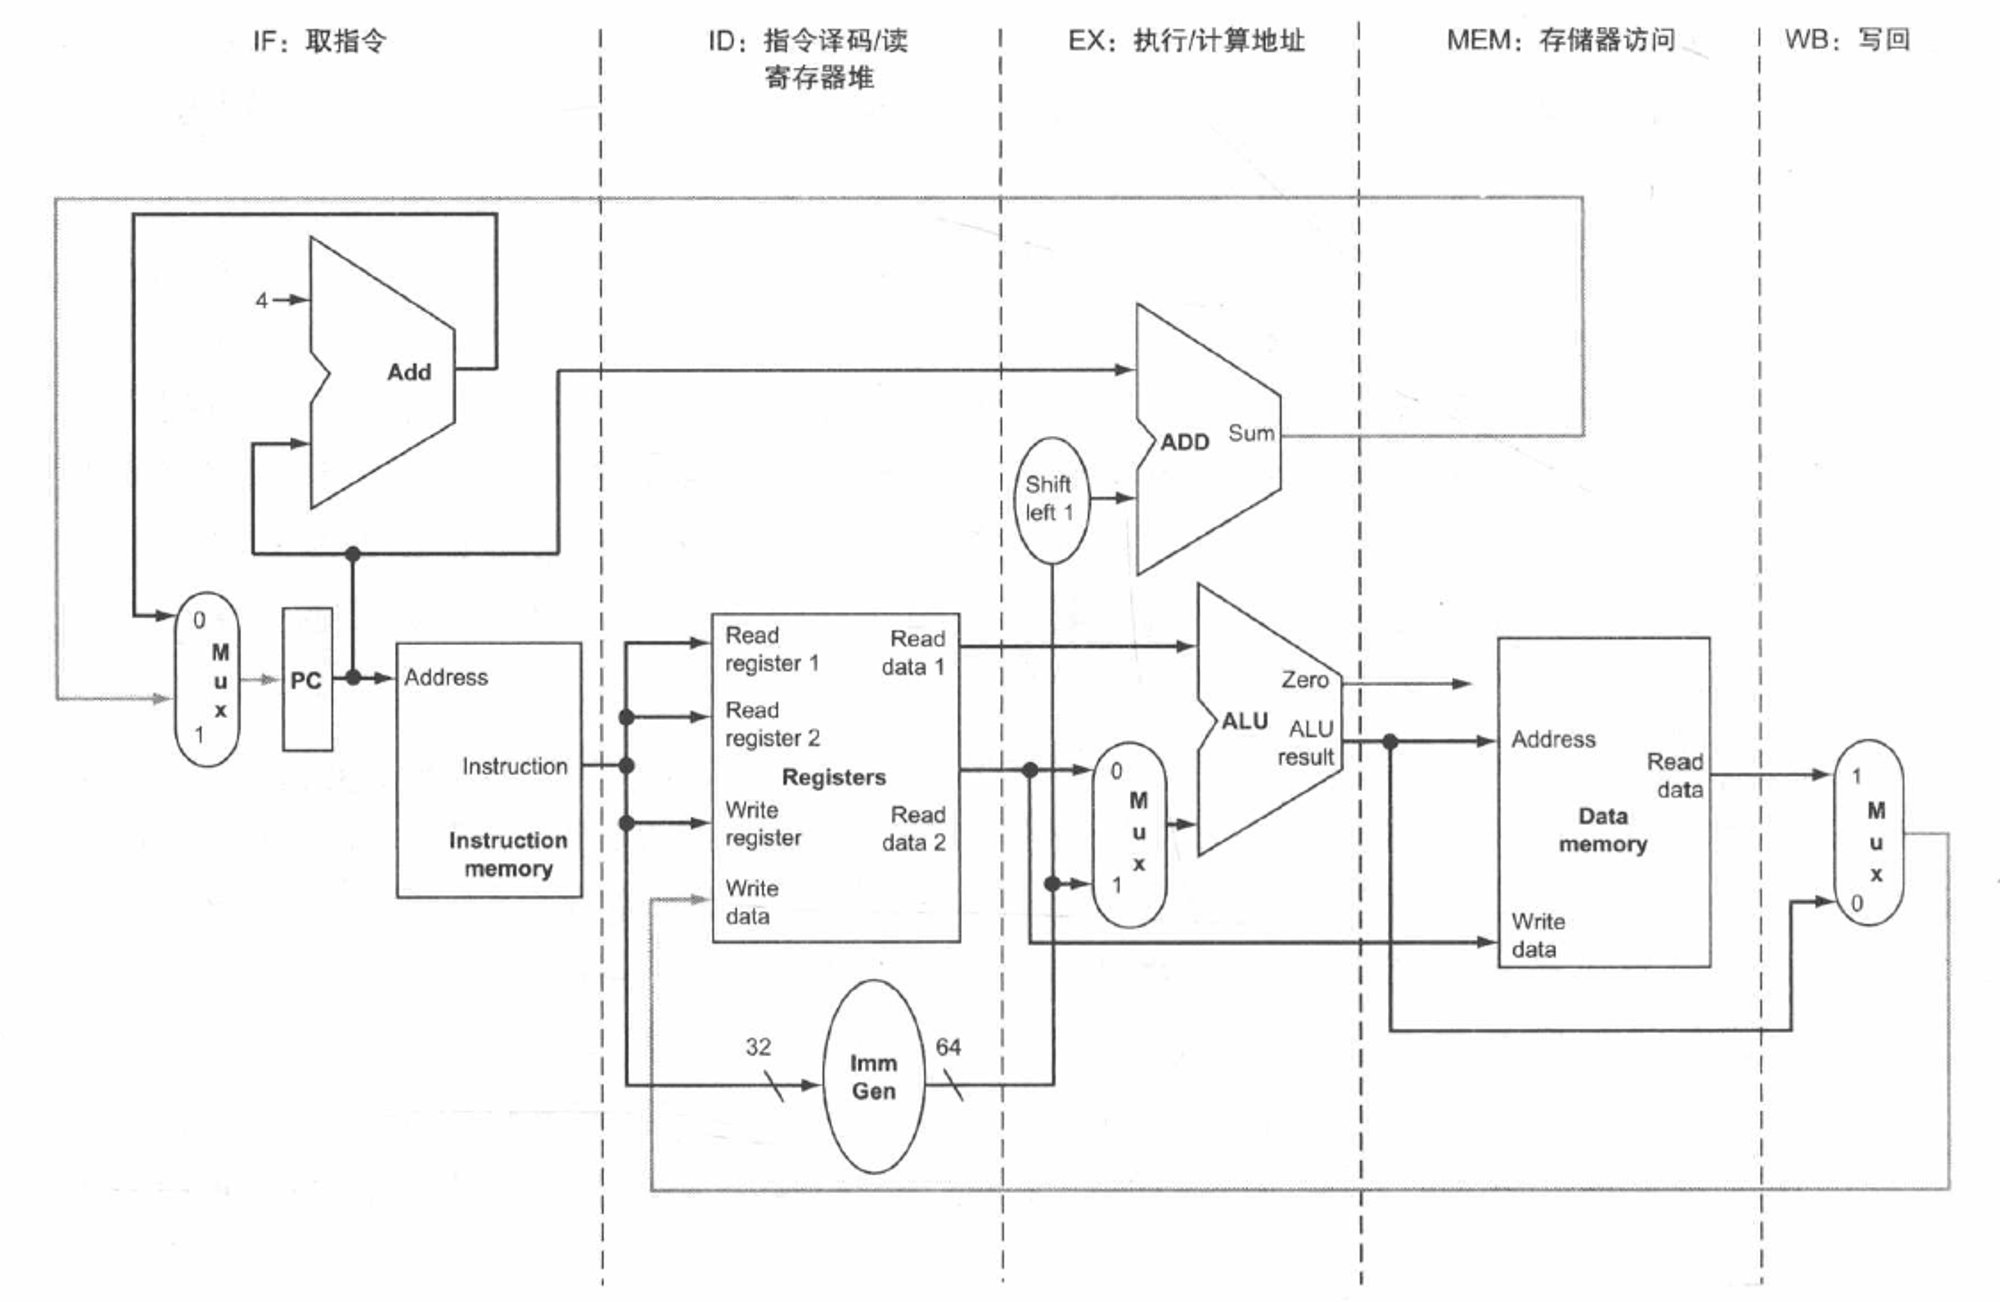 IF：取指令
ID：指令译码/读
寄存器堆
EX：执行/计算地址
MEM：存储器访问
WB：写回
4
Add
ADD
Sum
Shift
left 1
0
M
u
x
1
PC
Address
Instruction
Instruction
memory
Read
register 1
Read
register 2
Registers
Write
register
Write
data
Read
data 1
Read
data 2
32
Imm
Gen
64
0
M
u
x
1
Zero
ALU
ALU
result
Address
Read
data
Data
memory
Write
data
1
M
u
x
0